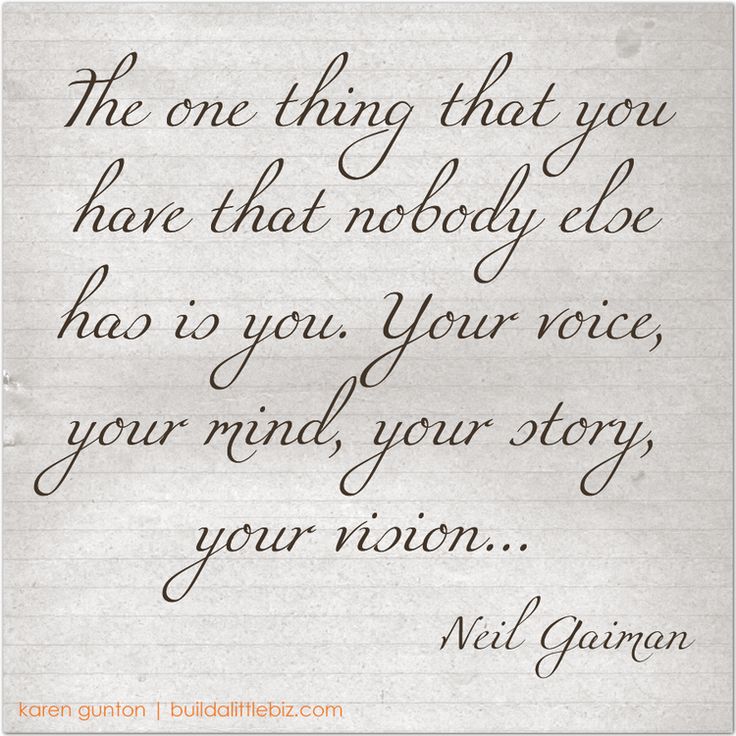 The one thing that you
have that nobody else
has is you. Your voice,
your mind, your story,
your vision...
Neil Gaiman
karen gunton | buildalittlebiz.com